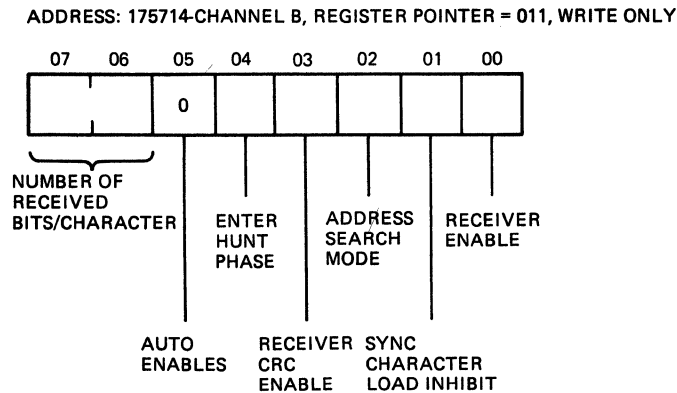 ADDRESS: 175714-CHANNEL B, REGISTER POINTER = 011, WRITE ONLY
07 06 05 04 03 02 01 00
0
NUMBER OF
RECEIVED
BITS/CHARACTER
ENTER
HUNT
PHASE
ADDRESS
SEARCH
MODE
RECEIVER
ENABLE
AUTO
ENABLES
RECEIVER
CRC
ENABLE
SYNC
CHARACTER
LOAD INHIBIT